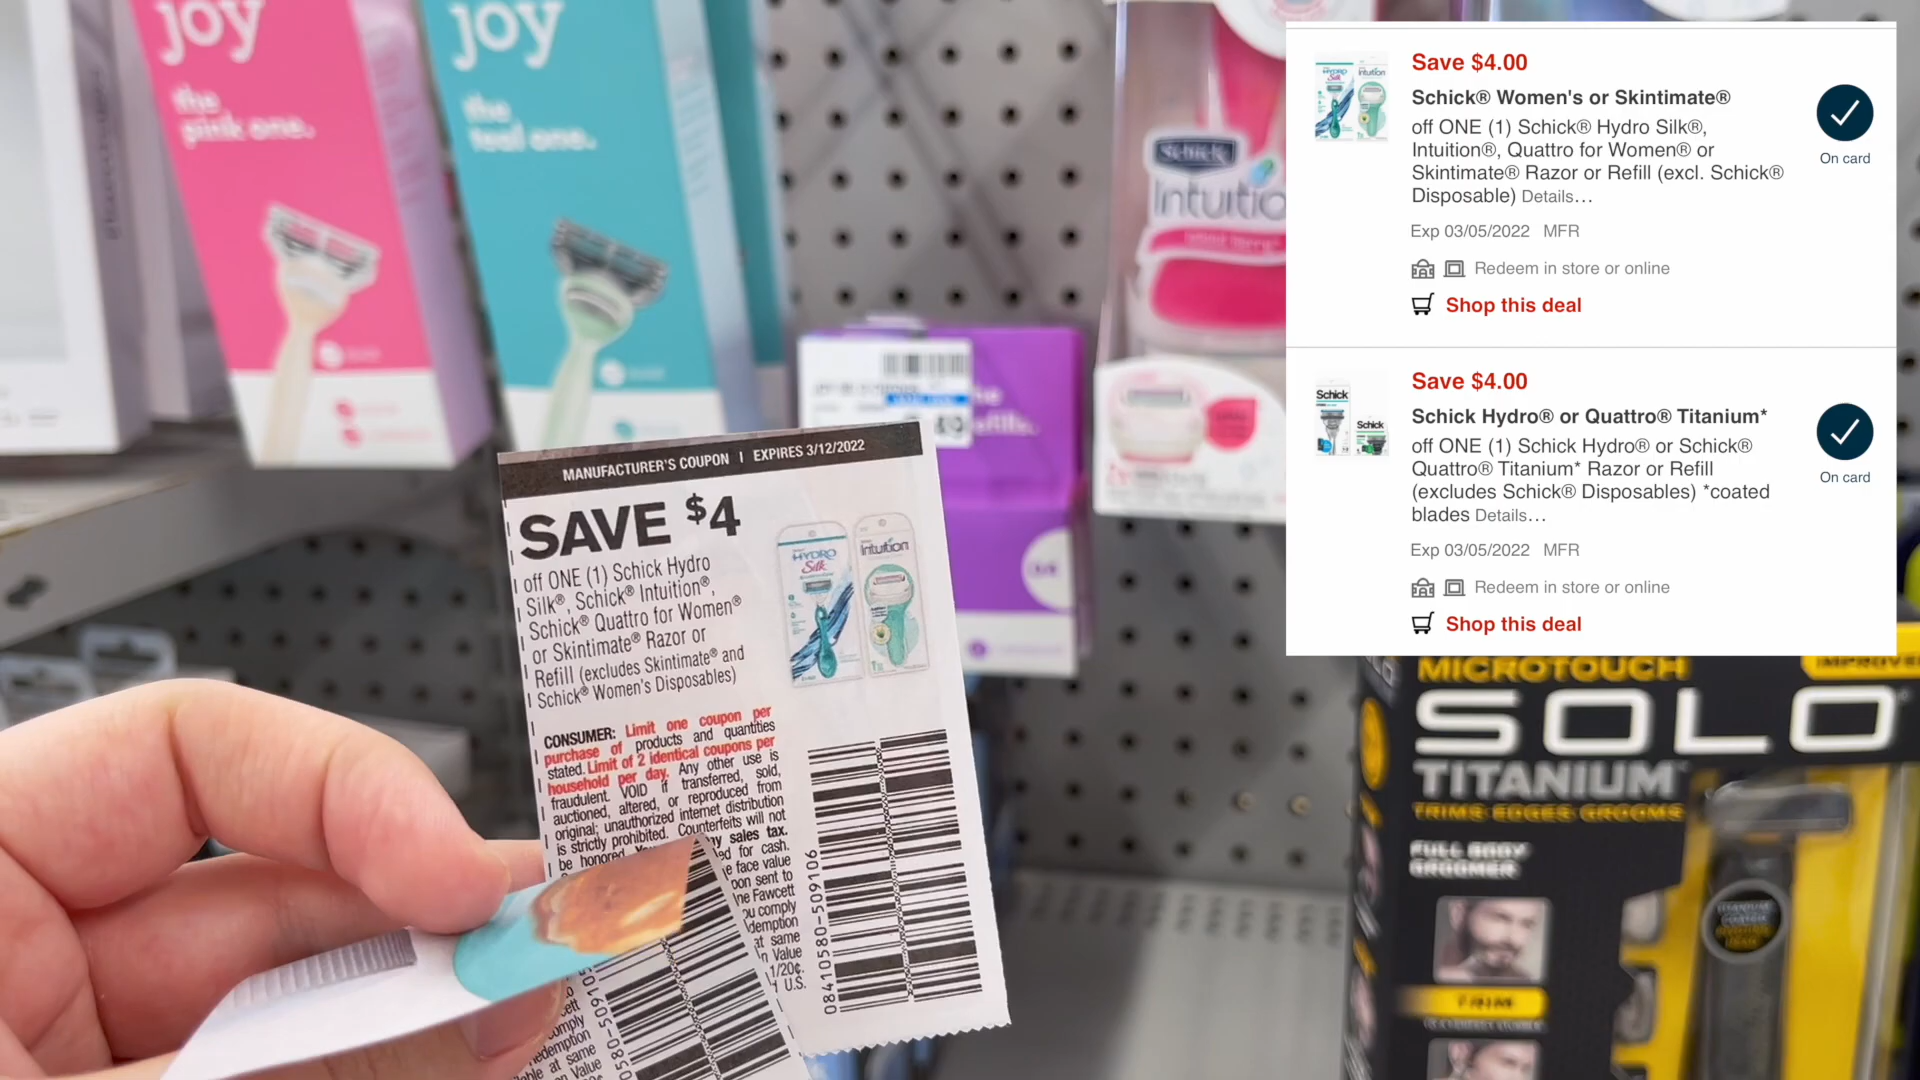 joy
the
pink one.
joy
the
teal one.
Schick
Intuitio
MANUFACTURER'S COUPON | EXPIRES 3/12/2022
SAVE $4
off ONE (1) Schick Hydro
Silk®, Schick® Intuition®,
Schick® Quattro for Women®
or Skintimate® Razor or
Refill (excludes Skintimate® and
Schick® Women's Disposables)
HYDRO
Silk
Intuition
CONSUMER: Limit one coupon per
purchase of products and quantities
stated. Limit of 2 identical coupons per
household per day. Any other use is
fraudulent. VOID if transferred, sold,
auctioned, altered, or reproduced from
original; unauthorized internet distribution
is strictly prohibited. Counterfeits will not
be honored.
ny sales tax.
ed for cash.
e face value
pon sent to
ne Fawcett
ou comply
demption
at same
n Value
1/20¢.
U.S.
08410580-509106
Save $4.00
Schick® Women's or Skintimate®
off ONE (1) Schick® Hydro Silk®,
Intuition®, Quattro for Women® or
Skintimate® Razor or Refill (excl. Schick®
Disposable) Details...
Exp 03/05/2022 MFR
Redeem in store or online
Shop this deal
On card
Save $4.00
Schick Hydro® or Quattro® Titanium*
off ONE (1) Schick Hydro® or Schick®
Quattro® Titanium* Razor or Refill
(excludes Schick® Disposables) *coated
blades Details...
Exp 03/05/2022 MFR
Redeem in store or online
Shop this deal
On card
Schick
Schick
MICROTOUCH
IMPROVE
SOLO
TITANIUM
TRIMS EDGES GROOMS
FULL BODY
GROOMER
TRIM